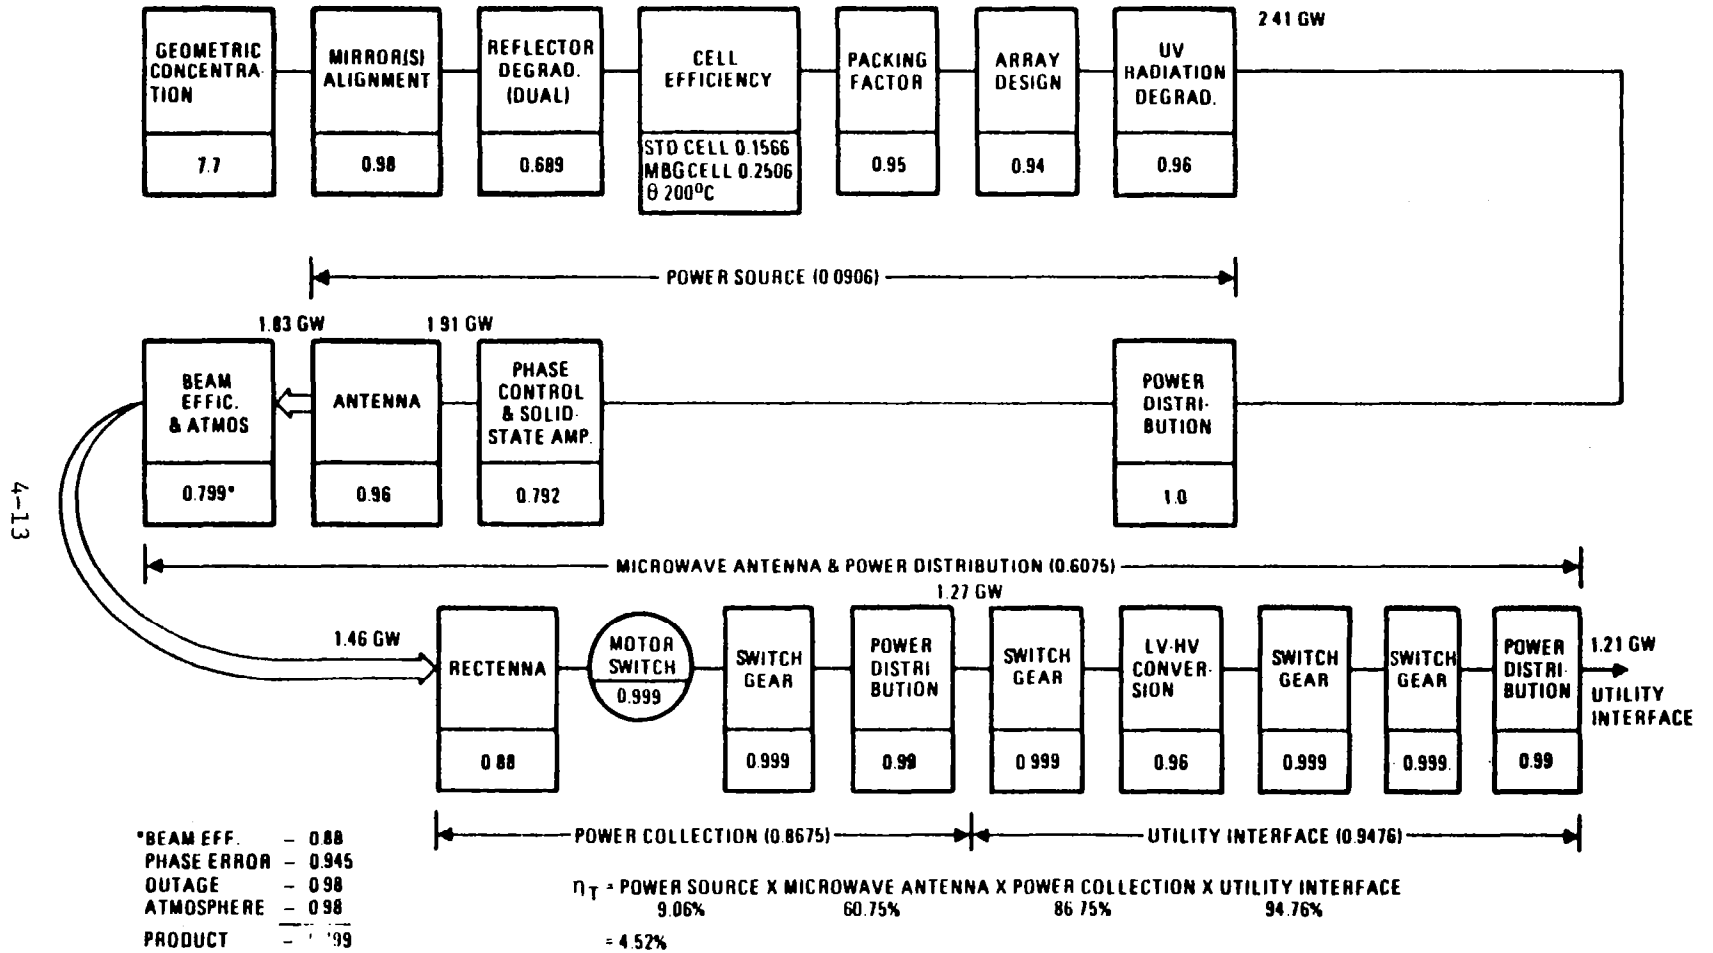 2 41 GW
GEOMETRIC
CONCENTRA-
TION
7.7
MIRROR(S)
ALIGNMENT
0.98
REFLECTOR
DEGRAD.
(DUAL)
0.689
CELL
EFFICIENCY
STD CELL 0.1566
MBG CELL 0.2506
θ 200°C
PACKING
FACTOR
0.95
ARRAY
DESIGN
0.94
UV
RADIATION
DEGRAD.
0.96
POWER SOURCE (0 0906)
1.83 GW
1 91 GW
BEAM
EFFIC.
& ATMOS
0.799*
ANTENNA
0.96
PHASE
CONTROL
& SOLID-
STATE AMP.
0.792
POWER
DISTRI-
BUTION
1.0
4-13
MICROWAVE ANTENNA & POWER DISTRIBUTION (0.6075)
1.27 GW
1.46 GW
RECTENNA
0 88
MOTOR
SWITCH
0.999
SWITCH
GEAR
0.999
POWER
DISTRI
BUTION
0.99
SWITCH
GEAR
0 999
LV-HV
CONVER-
SION
0.96
SWITCH
GEAR
0.999
SWITCH
GEAR
0.999
POWER
DISTRI-
BUTION
0.99
1.21 GW
UTILITY
INTERFACE
POWER COLLECTION (0.8675)
UTILITY INTERFACE (0.9476)
*BEAM EFF. – 0.88
PHASE ERROR – 0.945
OUTAGE – 0 98
ATMOSPHERE – 0 98
PRODUCT –
ηT = POWER SOURCE X MICROWAVE ANTENNA X POWER COLLECTION X UTILITY INTERFACE
9.06% 60.75% 86 75% 94.76%
= 4.52%